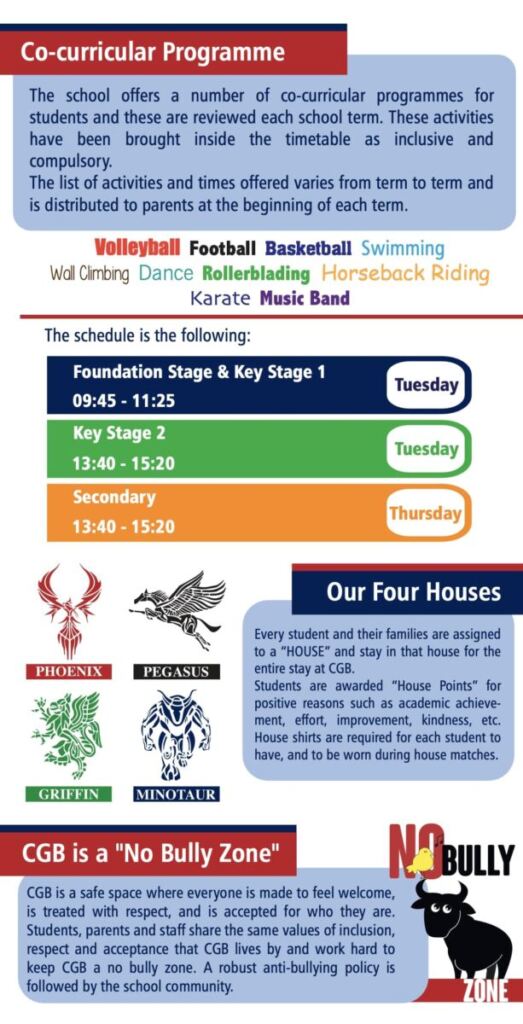 Co-curricular Programme
The school offers a number of co-curricular programmes for
students and these are reviewed each school term. These activities
have been brought inside the timetable as inclusive and
compulsory.
The list of activities and times offered varies from term to term and
is distributed to parents at the beginning of each term.
Volleyball Football Basketball Swimming
Wall Climbing Dance Rollerblading Horseback Riding
Karate Music Band
The schedule is the following:
Foundation Stage & Key Stage 1
09:45 - 11:25
Tuesday
Key Stage 2
13:40 - 15:20
Tuesday
Secondary
13:40 - 15:20
Thursday
PHOENIX
PEGASUS
GRIFFIN
MINOTAUR
Our Four Houses
Every student and their families are assigned
to a “HOUSE” and stay in that house for the
entire stay at CGB.
Students are awarded “House Points” for
positive reasons such as academic achieve-
ment, effort, improvement, kindness, etc.
House shirts are required for each student to
have, and to be worn during house matches.
CGB is a "No Bully Zone"
CGB is a safe space where everyone is made to feel welcome,
is treated with respect, and is accepted for who they are.
Students, parents and staff share the same values of inclusion,
respect and acceptance that CGB lives by and work hard to
keep CGB a no bully zone. A robust anti-bullying policy is
followed by the school community.
NO
BULLY
ZONE